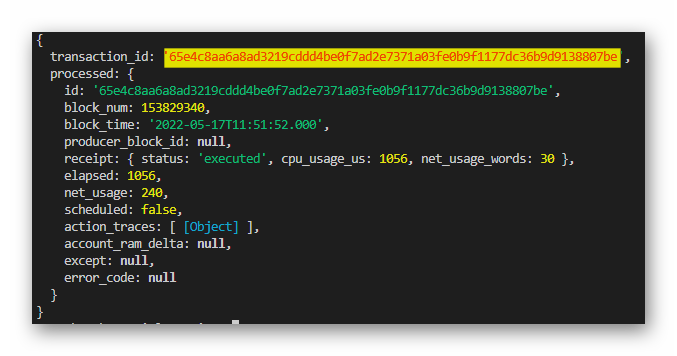 {
transaction_id: '65e4c8aa6a8ad3219cddd4be0f7ad2e7371a03fe0b9f1177dc36b9d9138807be',
processed: {
id: '65e4c8aa6a8ad3219cddd4be0f7ad2e7371a03fe0b9f1177dc36b9d9138807be',
block_num: 153829340,
block_time: '2022-05-17T11:51:52.000',
producer_block_id: null,
receipt: { status: 'executed', cpu_usage_us: 1056, net_usage_words: 30 },
elapsed: 1056,
net_usage: 240,
scheduled: false,
action_traces: [ [Object] ],
account_ram_delta: null,
except: null,
error_code: null
}
}